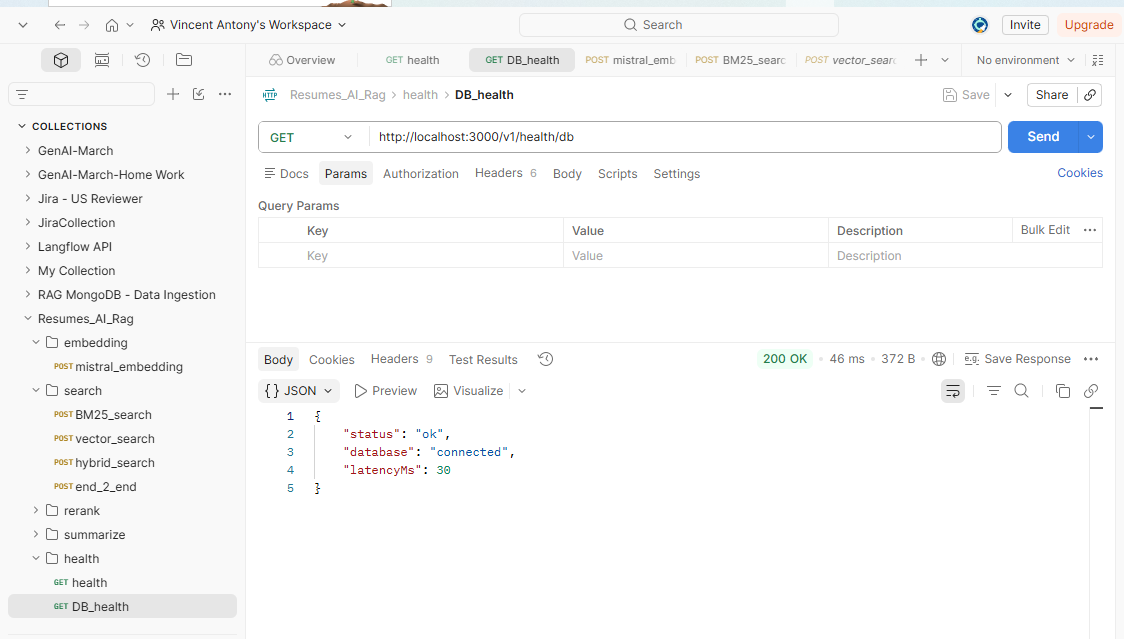 Vincent Antony's Workspace
Search
Invite
Upgrade
Overview
GET health
GET DB_health
POST mistral_emb
POST BM25_searc
POST vector_sear
No environment
HTTP Resumes_AI_Rag > health > DB_health
Save
Share
COLLECTIONS
GenAI-March
GenAI-March-Home Work
Jira - US Reviewer
JiraCollection
Langflow API
My Collection
RAG MongoDB - Data Ingestion
Resumes_AI_Rag
embedding
POST mistral_embedding
search
POST BM25_search
POST vector_search
POST hybrid_search
POST end_2_end
rerank
summarize
health
GET health
GET DB_health
GET http://localhost:3000/v1/health/db
Send
Docs Params Authorization Headers 6 Body Scripts Settings
Cookies
Query Params
Key Value Description Bulk Edit
Key Value Description
Body Cookies Headers 9 Test Results
200 OK • 46 ms • 372 B • e.g. Save Response
{} JSON Preview Visualize
1 {
2 "status": "ok",
3 "database": "connected",
4 "latencyMs": 30
5 }